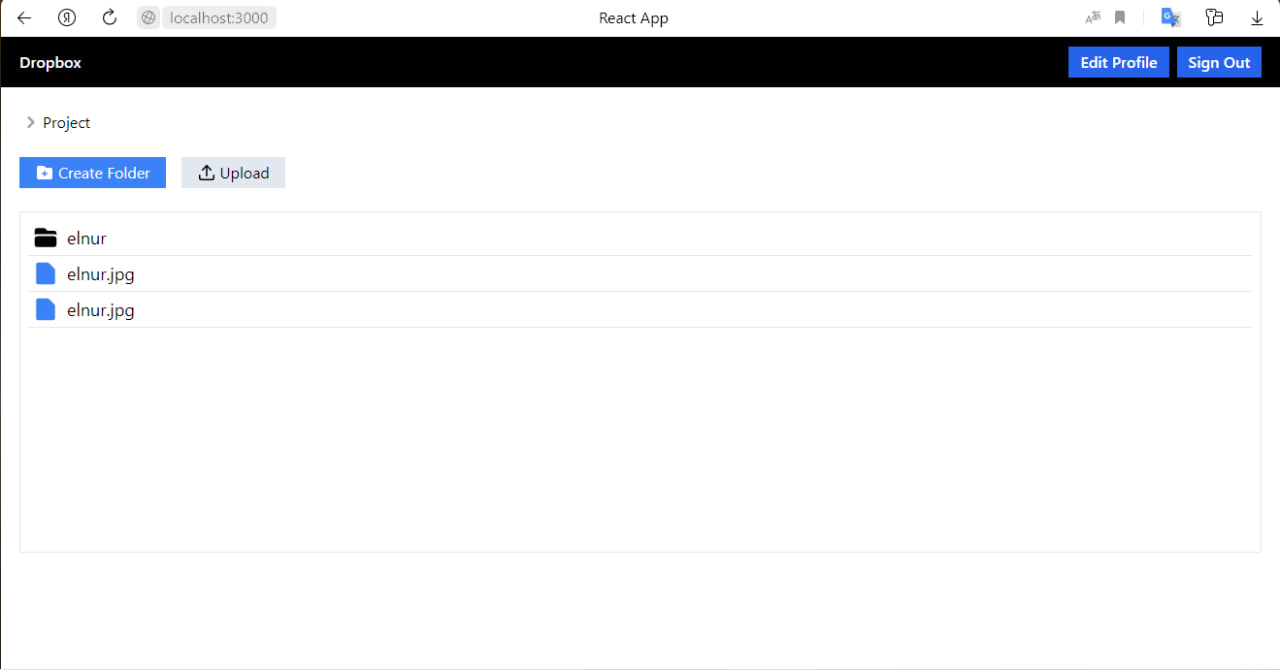 localhost:3000 React App
Dropbox Edit Profile Sign Out
Project
Create Folder Upload
elnur
elnur.jpg
elnur.jpg